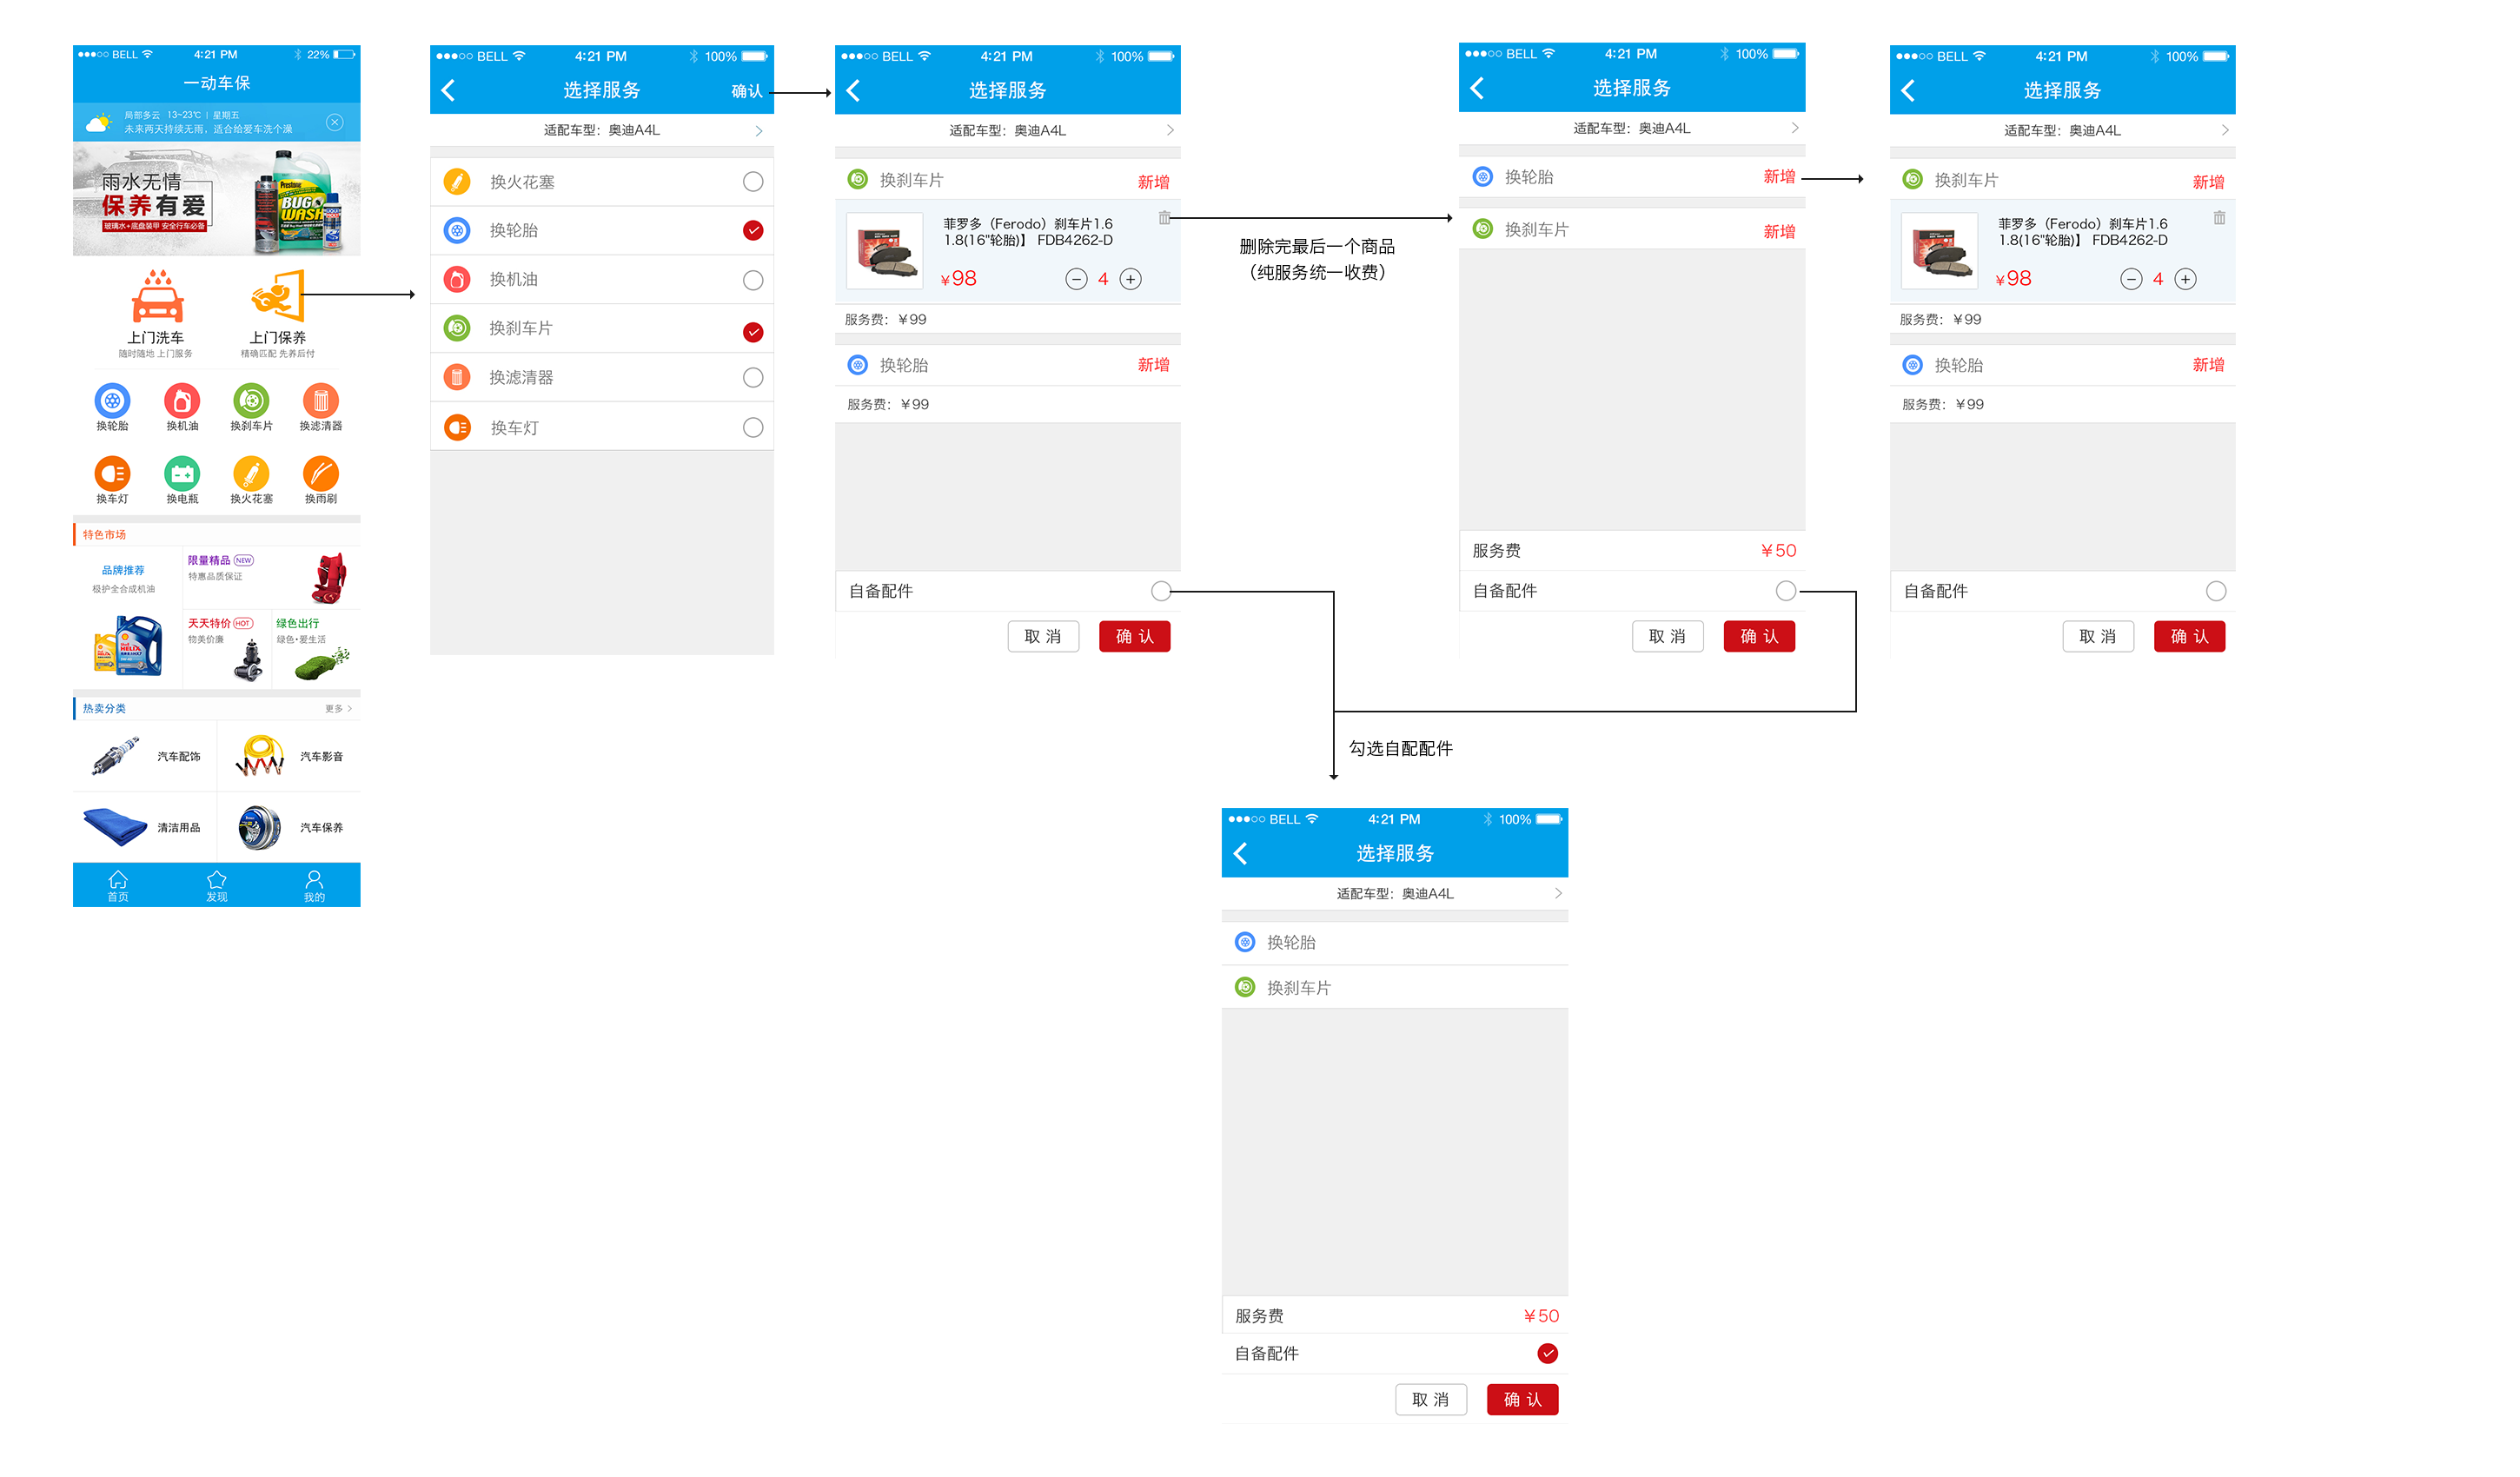 BELL 4:21 PM 22%
一动车保
局部多云 13~23℃ | 星期五
未来两天持续无雨，适合给爱车洗个澡
雨水无情
保养有爱
玻璃水+底盘装甲 安全行车必备
Prestone
BUG WASH
上门洗车
随时随地 上门服务
上门保养
精确匹配 先养后付
换轮胎 换机油 换刹车片 换滤清器
换车灯 换电瓶 换火花塞 换雨刷
特色市场
品牌推荐
极护全合成机油
HELIX
限量精品 NEW
特惠品质保证
天天特价 HOT
物美价廉
绿色出行
绿色·爱生活
热卖分类 更多
汽车配饰 汽车影音
清洁用品 汽车保养
首页 发现 我的
BELL 4:21 PM 100%
选择服务 确认
适配车型：奥迪A4L
换火花塞
换轮胎
换机油
换刹车片
换滤清器
换车灯
BELL 4:21 PM 100%
选择服务
适配车型：奥迪A4L
换刹车片 新增
菲罗多（Ferodo）刹车片1.6
1.8(16"轮胎)】 FDB4262-D
¥98 4
服务费：¥99
换轮胎 新增
服务费：¥99
自备配件
取 消 确 认
删除完最后一个商品
（纯服务统一收费）
BELL 4:21 PM 100%
选择服务
适配车型：奥迪A4L
换轮胎 新增
换刹车片 新增
服务费 ¥50
自备配件
取 消 确 认
BELL 4:21 PM 100%
选择服务
适配车型：奥迪A4L
换刹车片 新增
菲罗多（Ferodo）刹车片1.6
1.8(16"轮胎)】 FDB4262-D
¥98 4
服务费：¥99
换轮胎 新增
服务费：¥99
自备配件
取 消 确 认
勾选自配配件
BELL 4:21 PM 100%
选择服务
适配车型：奥迪A4L
换轮胎
换刹车片
服务费 ¥50
自备配件
取 消 确 认